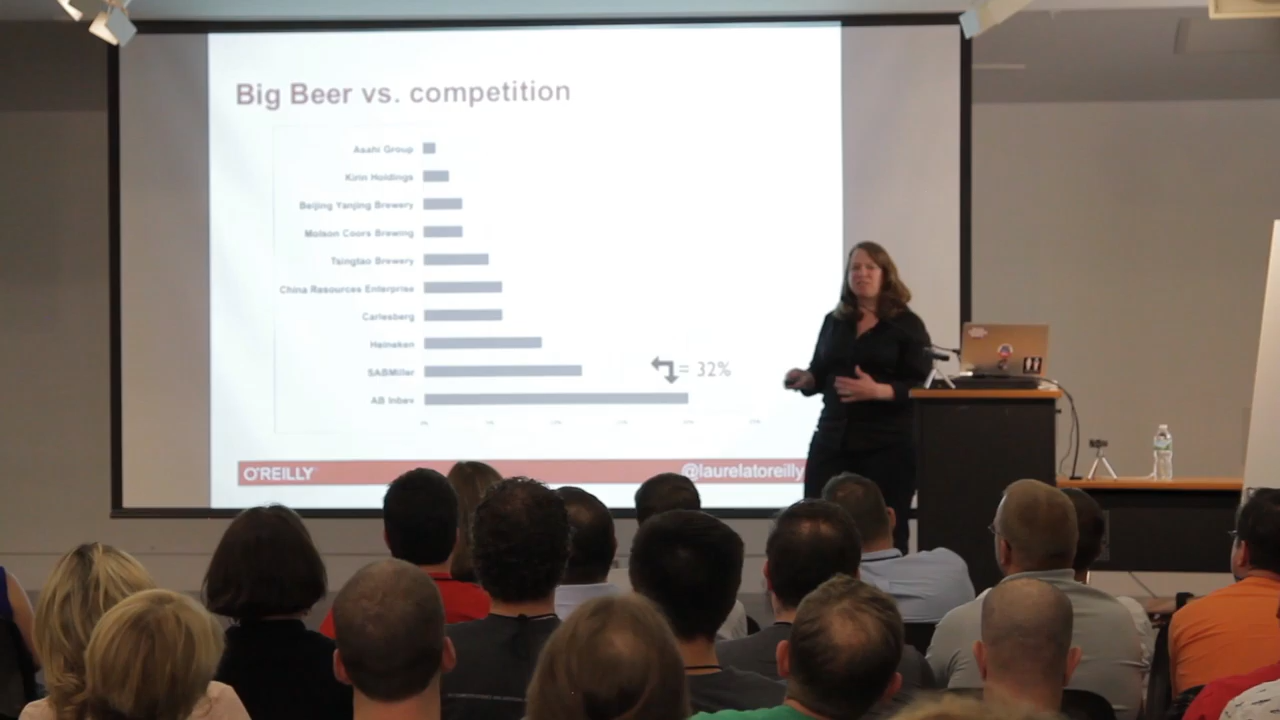 Big Beer vs. competition
Asahi Group
Kirin Holdings
Beijing Yanjing Brewery
Molson Coors Brewing
Tsingtao Brewery
China Resources Enterprise
Carlesberg
Heineken
SABMiller
= 32%
AB Inbev
O'REILLY
@laurelatoreilly